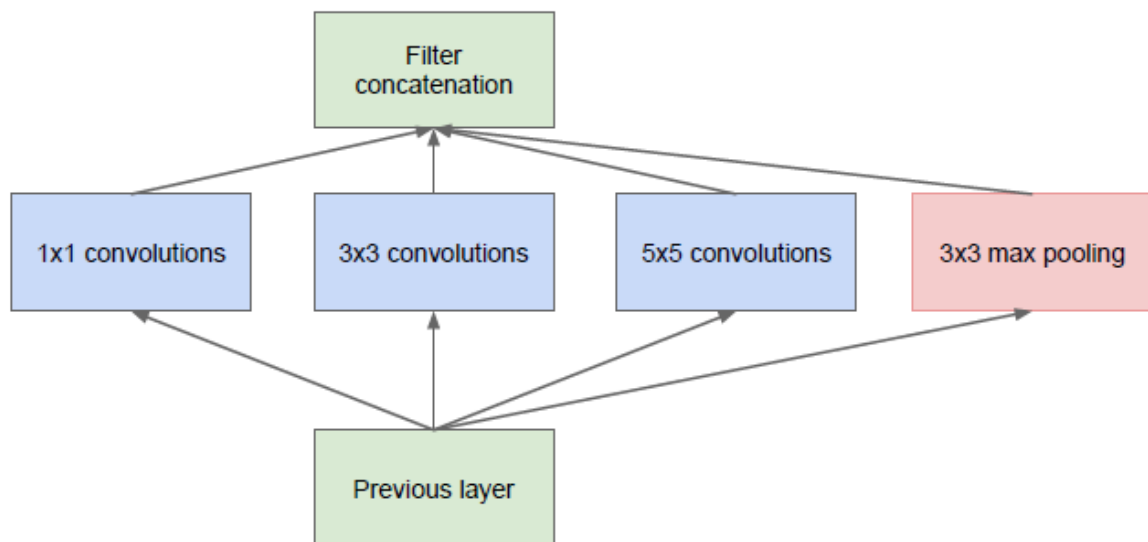 Filter
concatenation
1x1 convolutions
3x3 convolutions
5x5 convolutions
3x3 max pooling
Previous layer